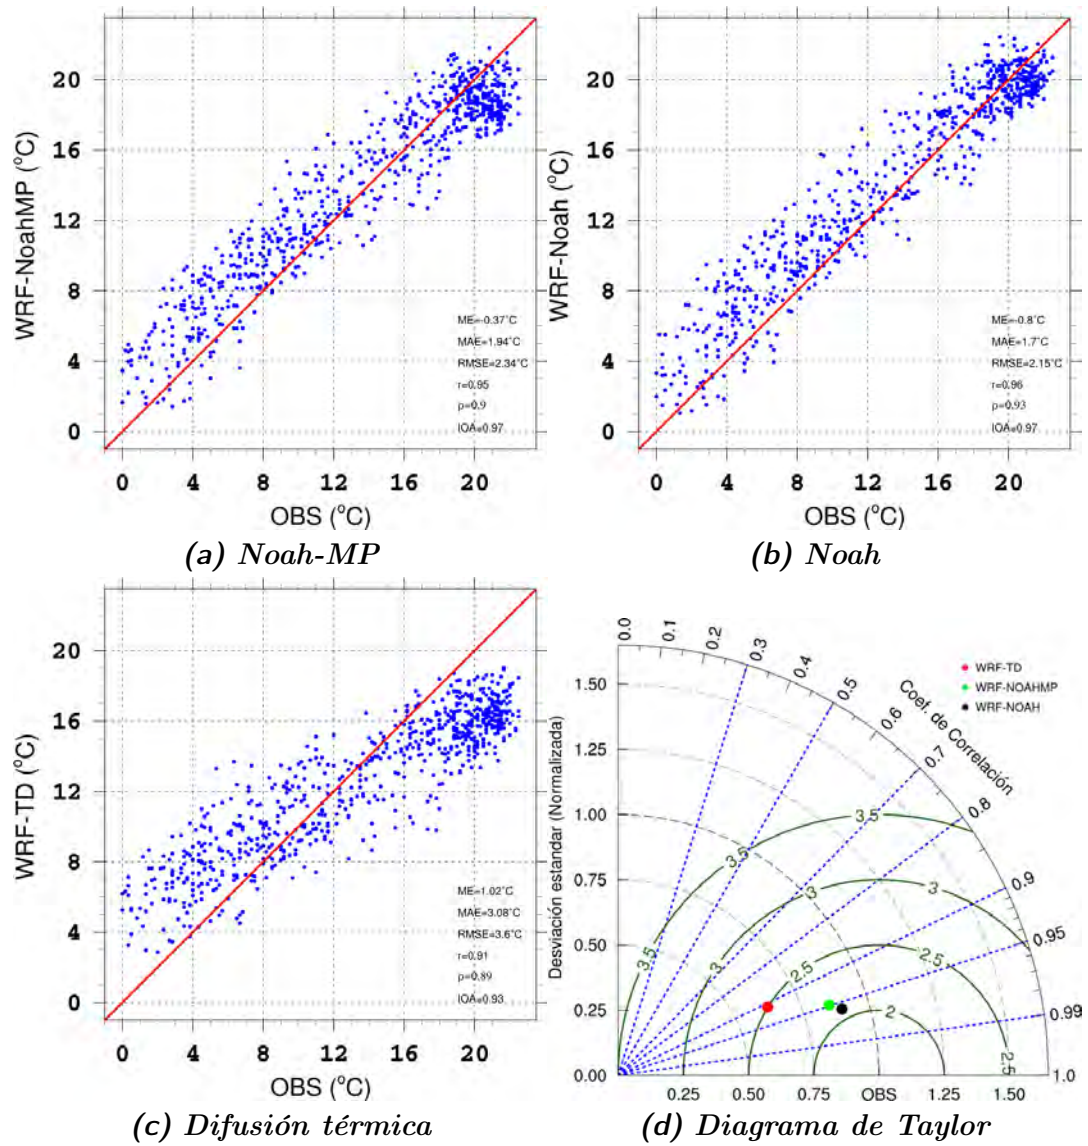 WRF-NoahMP (°C)
20
16
12
8
4
0
ME=-0.37°C
MAE=1.94°C
RMSE=2.34°C
r=0.95
ρ=0.9
IOA=0.97
0 4 8 12 16 20
OBS (°C)
(a) Noah-MP
WRF-Noah (°C)
20
16
12
8
4
0
ME=-0.8°C
MAE=1.7°C
RMSE=2.15°C
r=0.96
ρ=0.93
IOA=0.97
0 4 8 12 16 20
OBS (°C)
(b) Noah
WRF-TD (°C)
20
16
12
8
4
0
ME=1.02°C
MAE=3.08°C
RMSE=3.6°C
r=0.91
ρ=0.89
IOA=0.93
0 4 8 12 16 20
OBS (°C)
(c) Difusión térmica
WRF-TD
WRF-NOAHMP
WRF-NOAH
Coef. de Correlación
0.0 0.1 0.2 0.3 0.4 0.5 0.6 0.7 0.8 0.9 0.95 0.99 1.0
Desviación estandar (Normalizada)
1.50
1.25
1.00
0.75
0.50
0.25
0.00
3.5 3.5 3.5
3 3 3
2.5 2.5 2.5
2
0.25 0.50 0.75 OBS 1.25 1.50
(d) Diagrama de Taylor